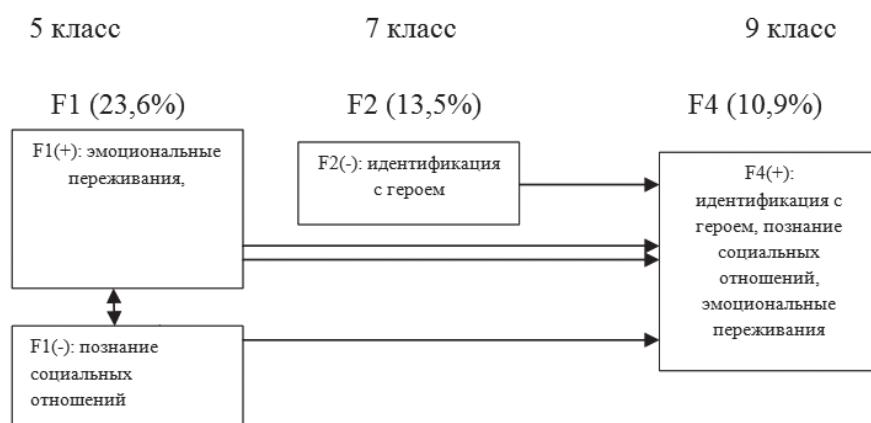 5 класс
7 класс
9 класс
F1 (23,6%)
F2 (13,5%)
F4 (10,9%)
F1(+): эмоциональные
переживания,
F2(-): идентификация
с героем
F4(+):
идентификация с
героем, познание
социальных
отношений,
эмоциональные
переживания
F1(-): познание
социальных
отношений